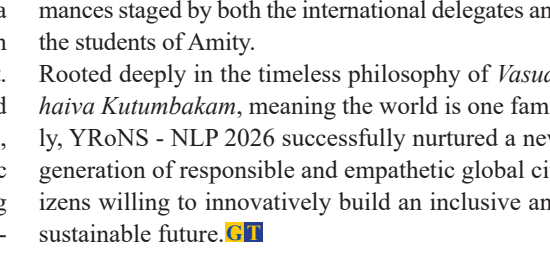 mances staged by both the international delegates an
the students of Amity.
Rooted deeply in the timeless philosophy of Vasud
haiva Kutumbakam, meaning the world is one fam
ly, YRoNS - NLP 2026 successfully nurtured a new
generation of responsible and empathetic global ci
izens willing to innovatively build an inclusive an
sustainable future. GT